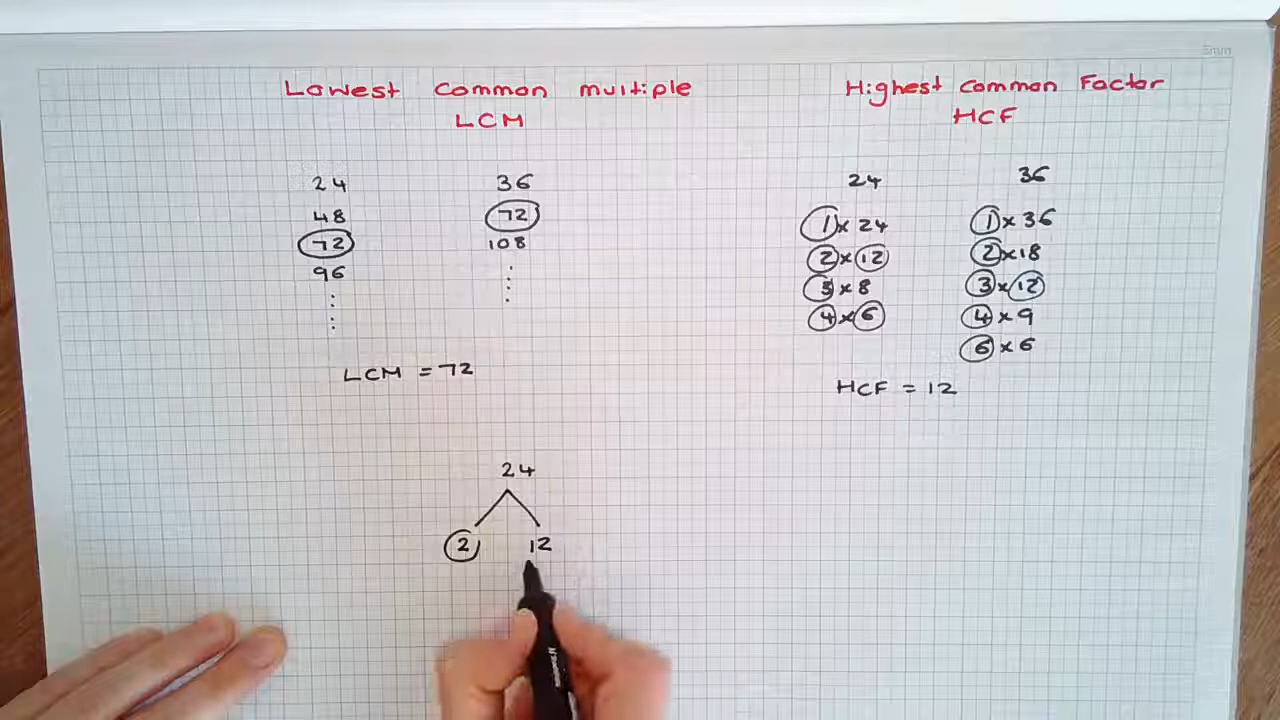 5mm
Lowest common multiple
LCM
24 36
48 72
72 108
96
LCM = 72
Highest common Factor
HCF
24 36
1 x 24 1 x 36
2 x 12 2 x 18
3 x 8 3 x 12
4 x 6 4 x 9
6 x 6
HCF = 12
24
2 12